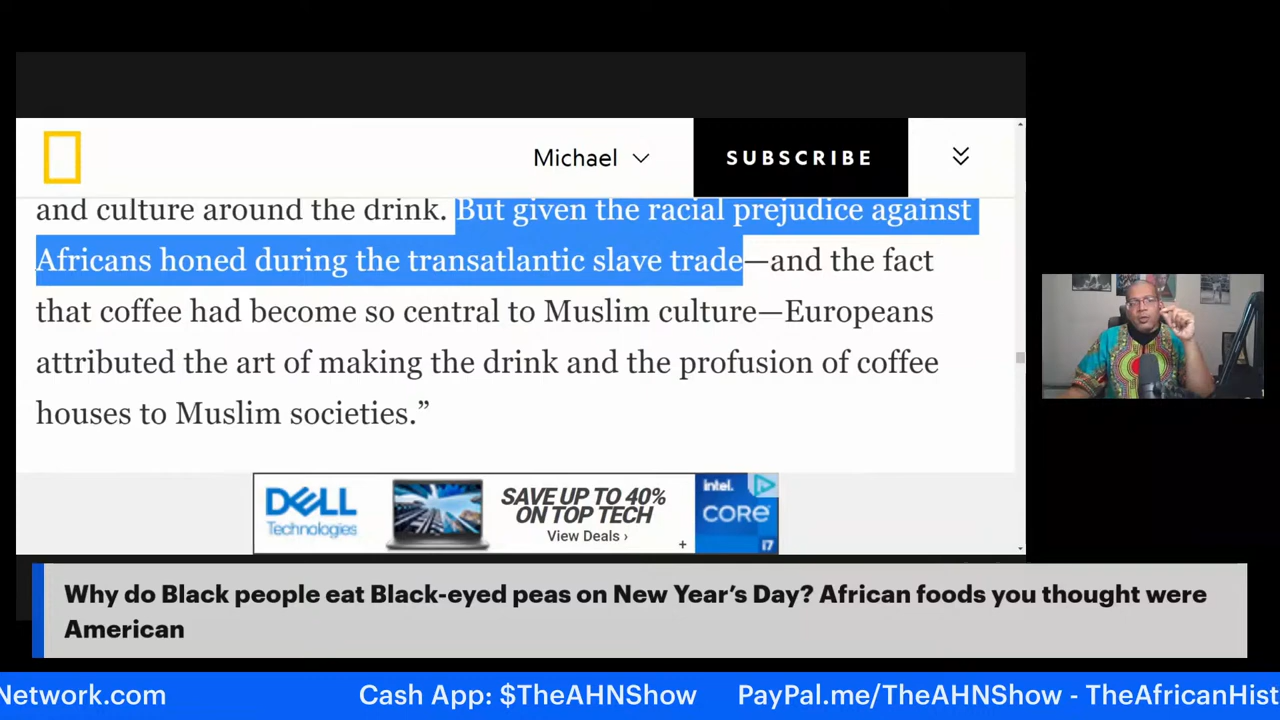 Michael
SUBSCRIBE
and culture around the drink. But given the racial prejudice against
Africans honed during the transatlantic slave trade—and the fact
that coffee had become so central to Muslim culture—Europeans
attributed the art of making the drink and the profusion of coffee
houses to Muslim societies.”
DELL
Technologies
SAVE UP TO 40%
ON TOP TECH
View Deals ›
intel.
CORE
i7
Why do Black people eat Black-eyed peas on New Year’s Day? African foods you thought were
American
Network.com Cash App: $TheAHNShow PayPal.me/TheAHNShow - TheAfricanHist